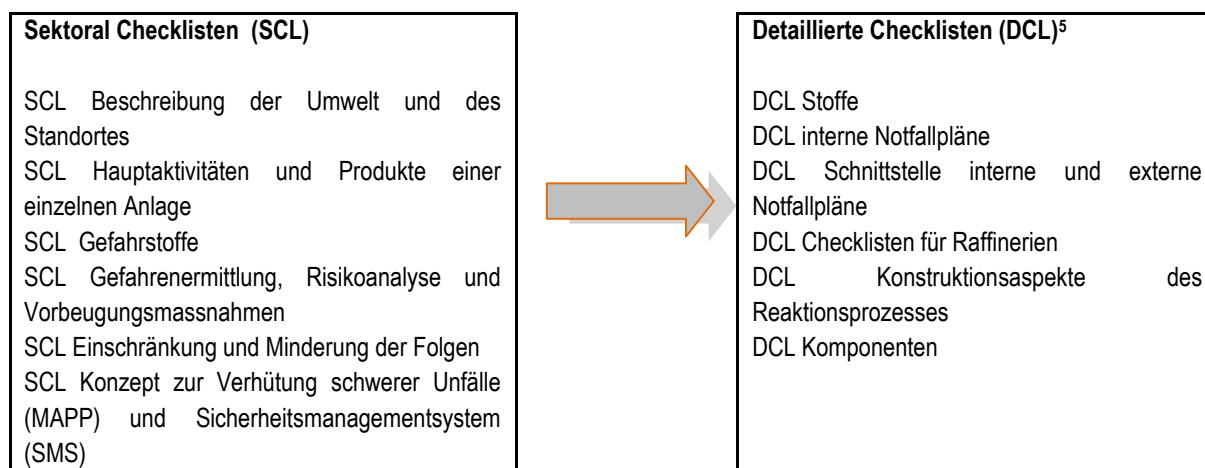 Sektoral Checklisten (SCL)
SCL Beschreibung der Umwelt und des
Standortes
SCL Hauptaktivitäten und Produkte einer
einzelnen Anlage
SCL Gefahrstoffe
SCL Gefahrenermittlung, Risikoanalyse und
Vorbeugungsmassnahmen
SCL Einschränkung und Minderung der Folgen
SCL Konzept zur Verhütung schwerer Unfälle
(MAPP) und Sicherheitsmanagementsystem
(SMS)
Detaillierte Checklisten (DCL)⁵
DCL Stoffe
DCL interne Notfallpläne
DCL Schnittstelle interne und externe
Notfallpläne
DCL Checklisten für Raffinerien
DCL Konstruktionsaspekte des
Reaktionsprozesses
DCL Komponenten